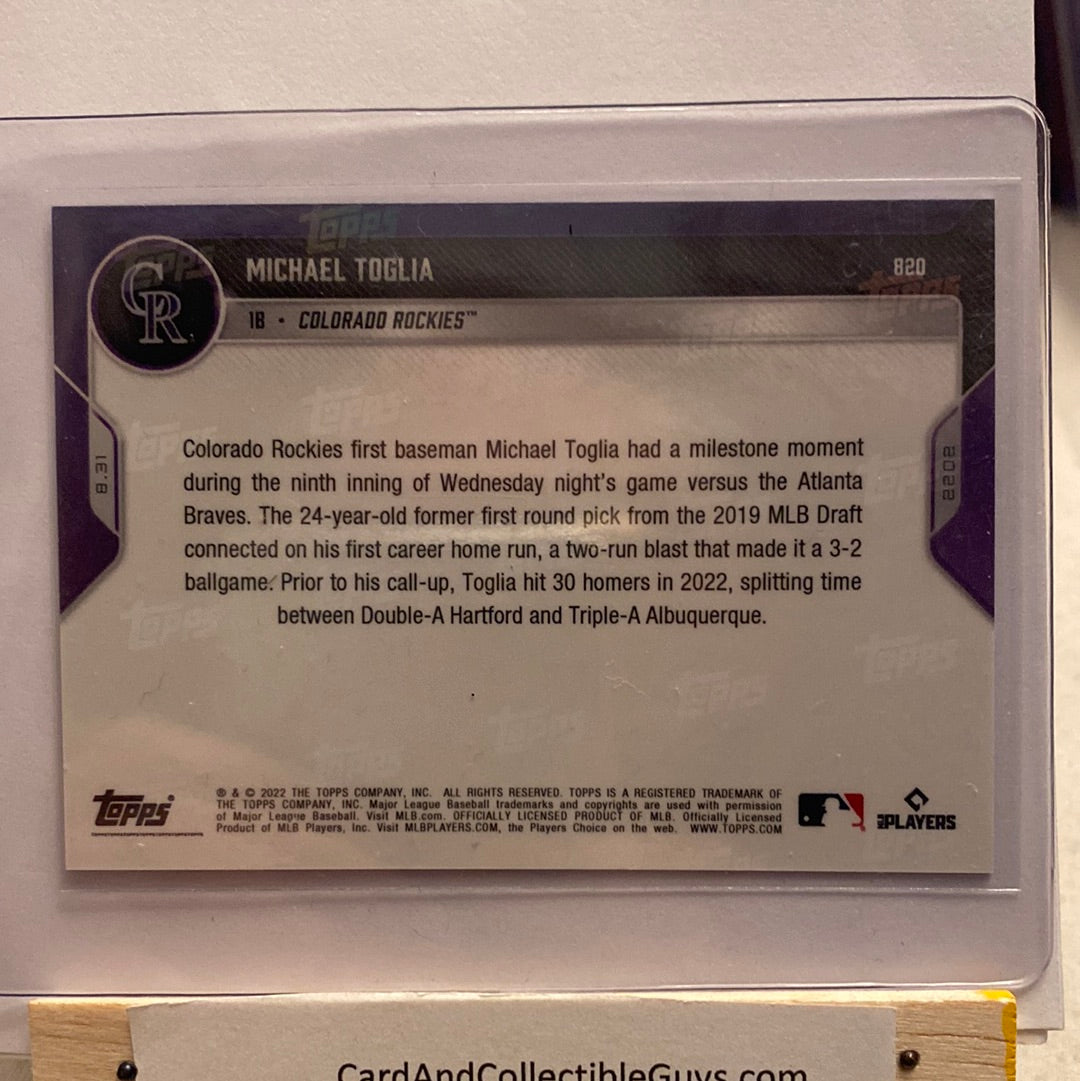 MICHAEL TOGLIA
820
1B • COLORADO ROCKIES™
8.31
2022
Colorado Rockies first baseman Michael Toglia had a milestone moment
during the ninth inning of Wednesday night's game versus the Atlanta
Braves. The 24-year-old former first round pick from the 2019 MLB Draft
connected on his first career home run, a two-run blast that made it a 3-2
ballgame. Prior to his call-up, Toglia hit 30 homers in 2022, splitting time
between Double-A Hartford and Triple-A Albuquerque.
Topps
® & © 2022 THE TOPPS COMPANY, INC. ALL RIGHTS RESERVED. TOPPS IS A REGISTERED TRADEMARK OF
THE TOPPS COMPANY, INC. Major League Baseball trademarks and copyrights are used with permission
of Major League Baseball. Visit MLB.com. OFFICIALLY LICENSED PRODUCT OF MLB. Officially Licensed
Product of MLB Players, Inc. Visit MLBPLAYERS.COM, the Players Choice on the web. WWW.TOPPS.COM
MLB PLAYERS
CardAndCollectibleGuys.com